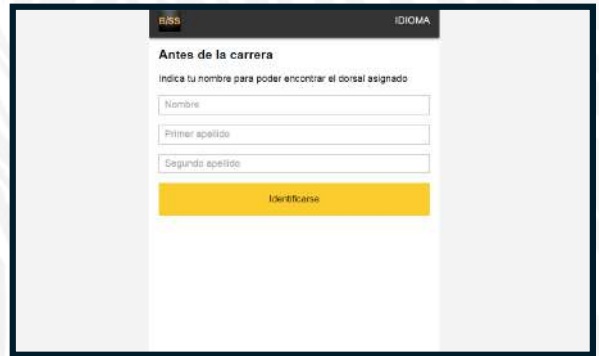 B/SS
IDIOMA
Antes de la carrera
Indica tu nombre para poder encontrar el dorsal asignado
Nombre
Primer apellido
Segundo apellido
Identificarse